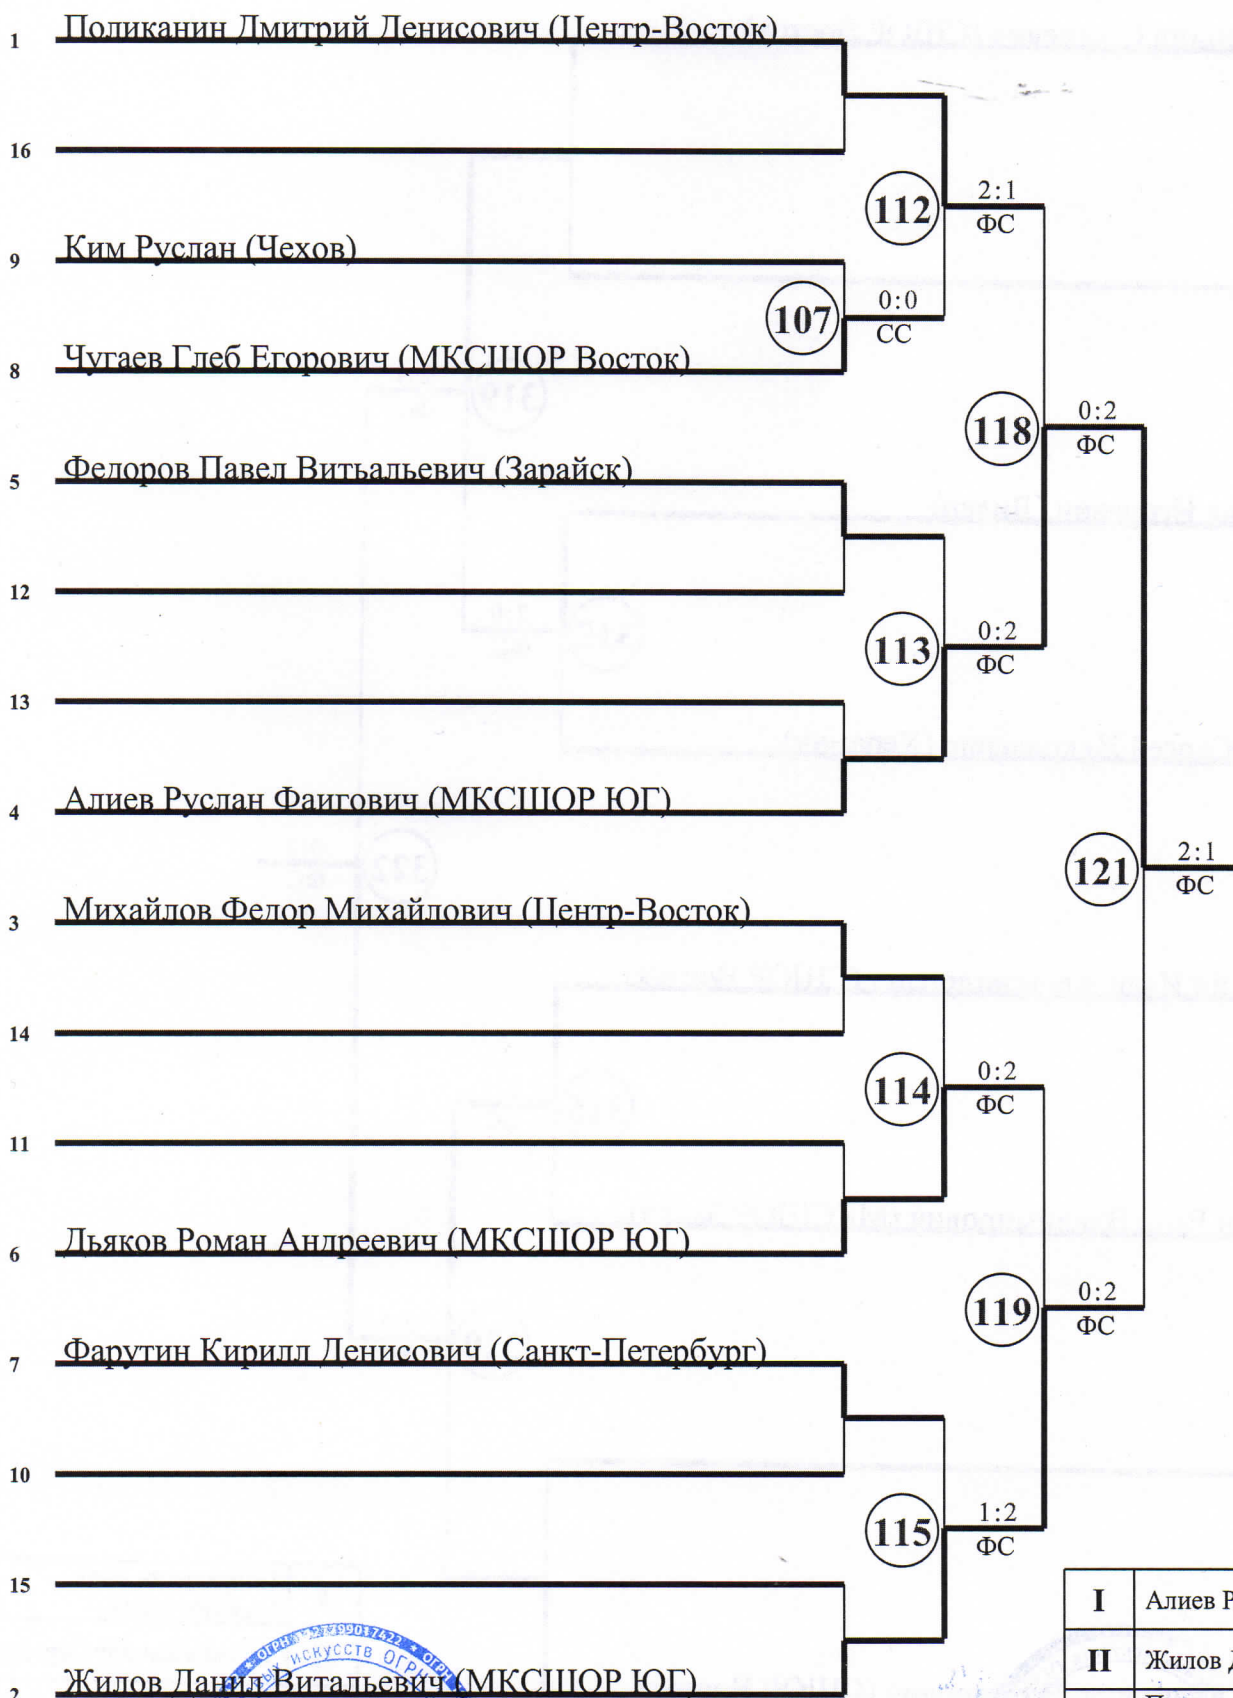 1 Поликанин Дмитрий Денисович (Центр-Восток)
16
112 2:1
ФС
9 Ким Руслан (Чехов)
107 0:0
СС
8 Чугаев Глеб Егорович (МКСШОР Восток)
118 0:2
ФС
5 Федоров Павел Витьальевич (Зарайск)
12
113 0:2
ФС
13
4 Алиев Руслан Фаигович (МКСШОР ЮГ)
121 2:1
ФС
3 Михайлов Федор Михайлович (Центр-Восток)
14
114 0:2
ФС
11
6 Дьяков Роман Андреевич (МКСШОР ЮГ)
119 0:2
ФС
7 Фарутин Кирилл Денисович (Санкт-Петербург)
10
115 1:2
ФС
15
I Алиев Р
II Жилов Д
2 Жилов Данил Витальевич (МКСШОР ЮГ)
искусств ОГРН